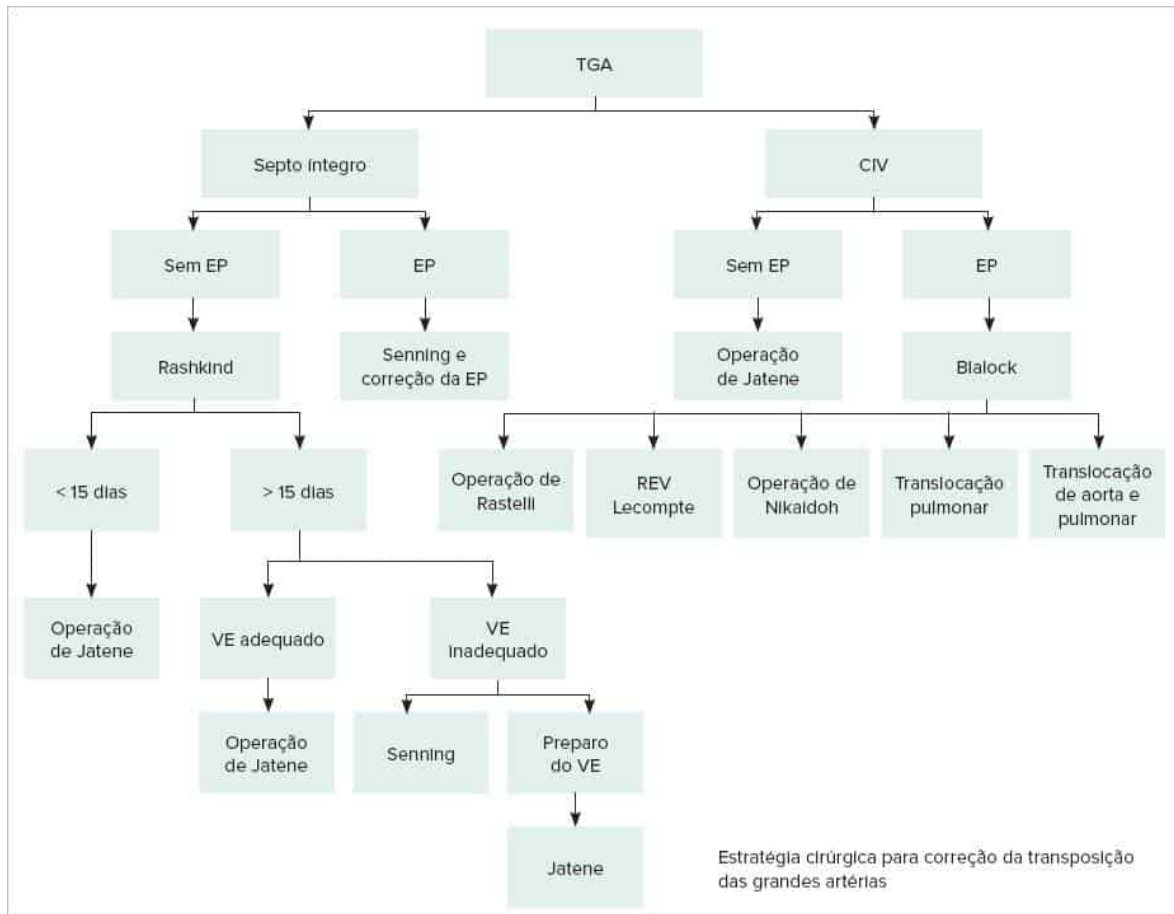 TGA
Septo íntegro
CIV
Sem EP
EP
Sem EP
EP
Rashkind
Senning e
correção da EP
Operação
de Jatene
Blalock
< 15 dias
> 15 dias
Operação de
Rastelli
REV
Lecompte
Operação de
Nikaidoh
Translocação
pulmonar
Translocação
de aorta e
pulmonar
Operação
de Jatene
VE adequado
VE
inadequado
Operação
de Jatene
Senning
Preparo
do VE
Jatene
Estratégia cirúrgica para correção da transposição
das grandes artérias